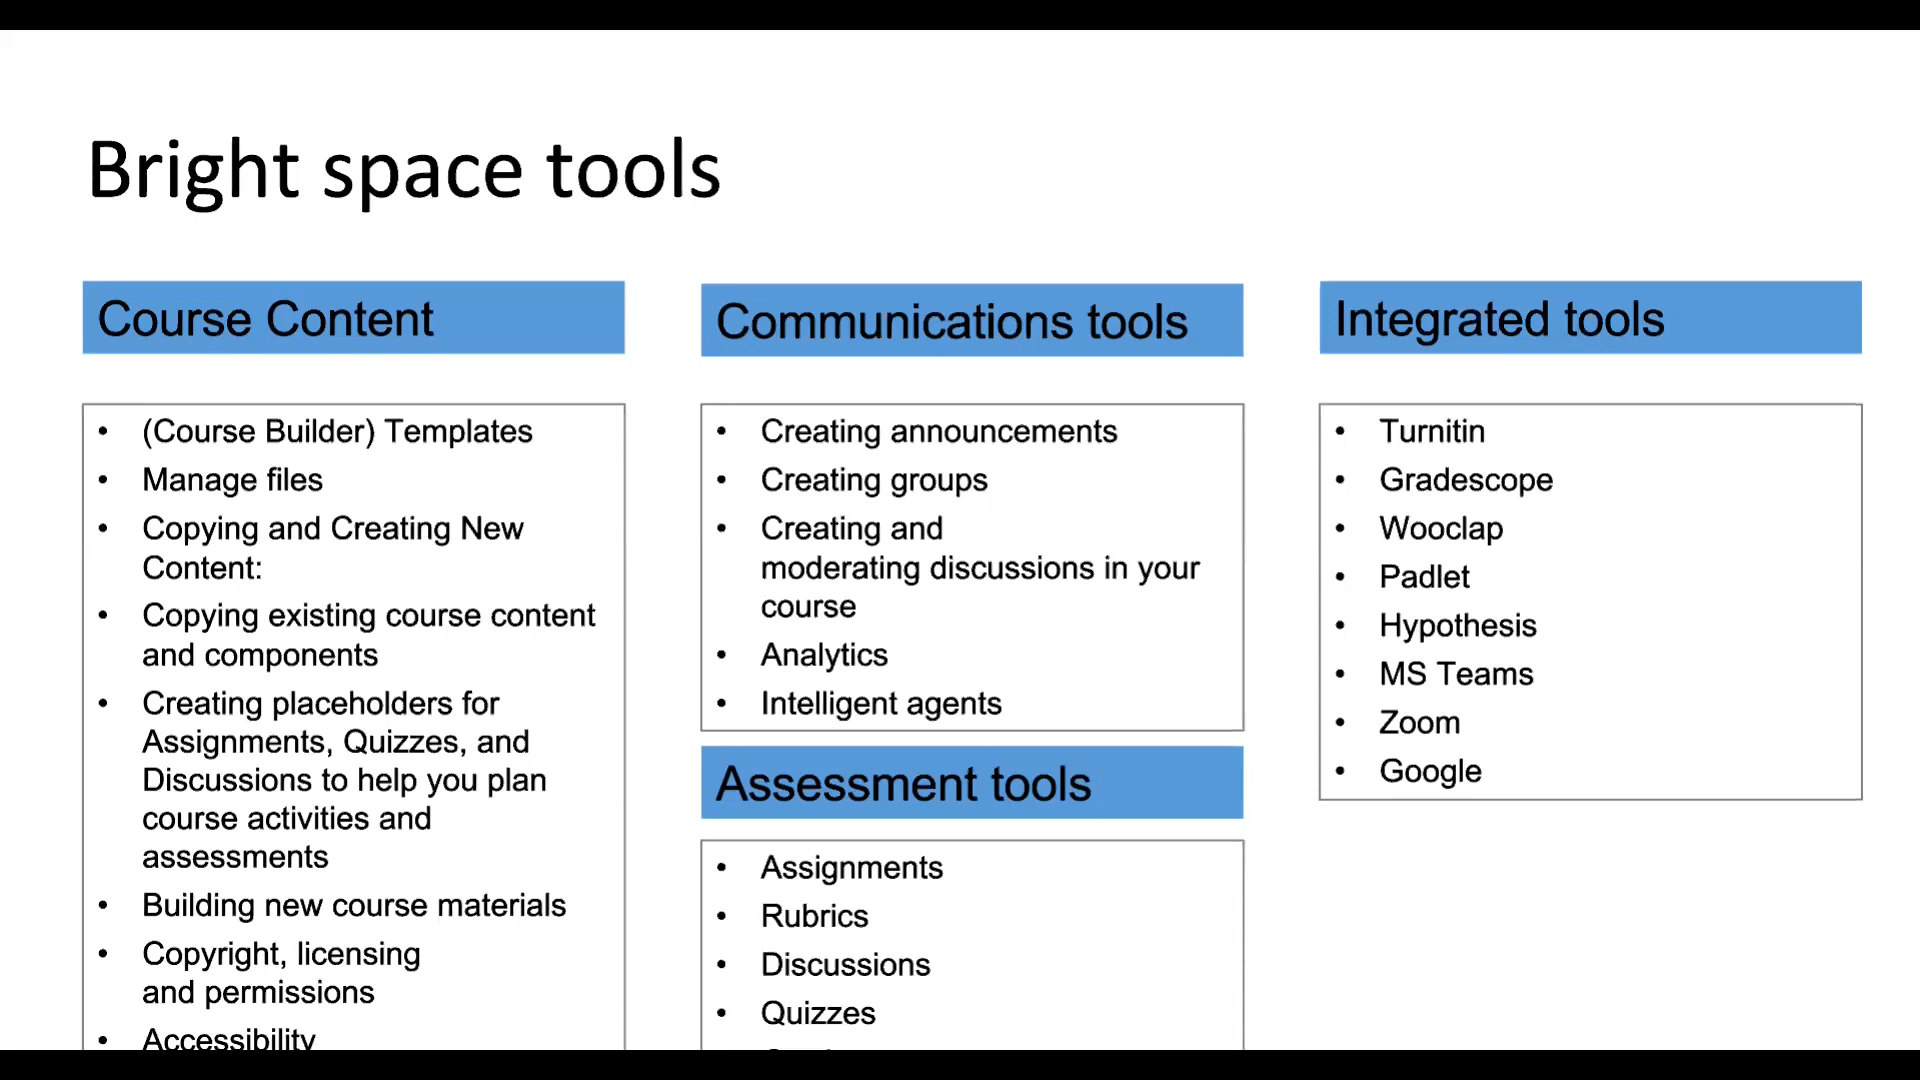 Bright space tools
Course Content
• (Course Builder) Templates
• Manage files
• Copying and Creating New
Content:
• Copying existing course content
and components
• Creating placeholders for
Assignments, Quizzes, and
Discussions to help you plan
course activities and
assessments
• Building new course materials
• Copyright, licensing
and permissions
• Accessibility
Communications tools
• Creating announcements
• Creating groups
• Creating and
moderating discussions in your
course
• Analytics
• Intelligent agents
Assessment tools
• Assignments
• Rubrics
• Discussions
• Quizzes
Integrated tools
• Turnitin
• Gradescope
• Wooclap
• Padlet
• Hypothesis
• MS Teams
• Zoom
• Google